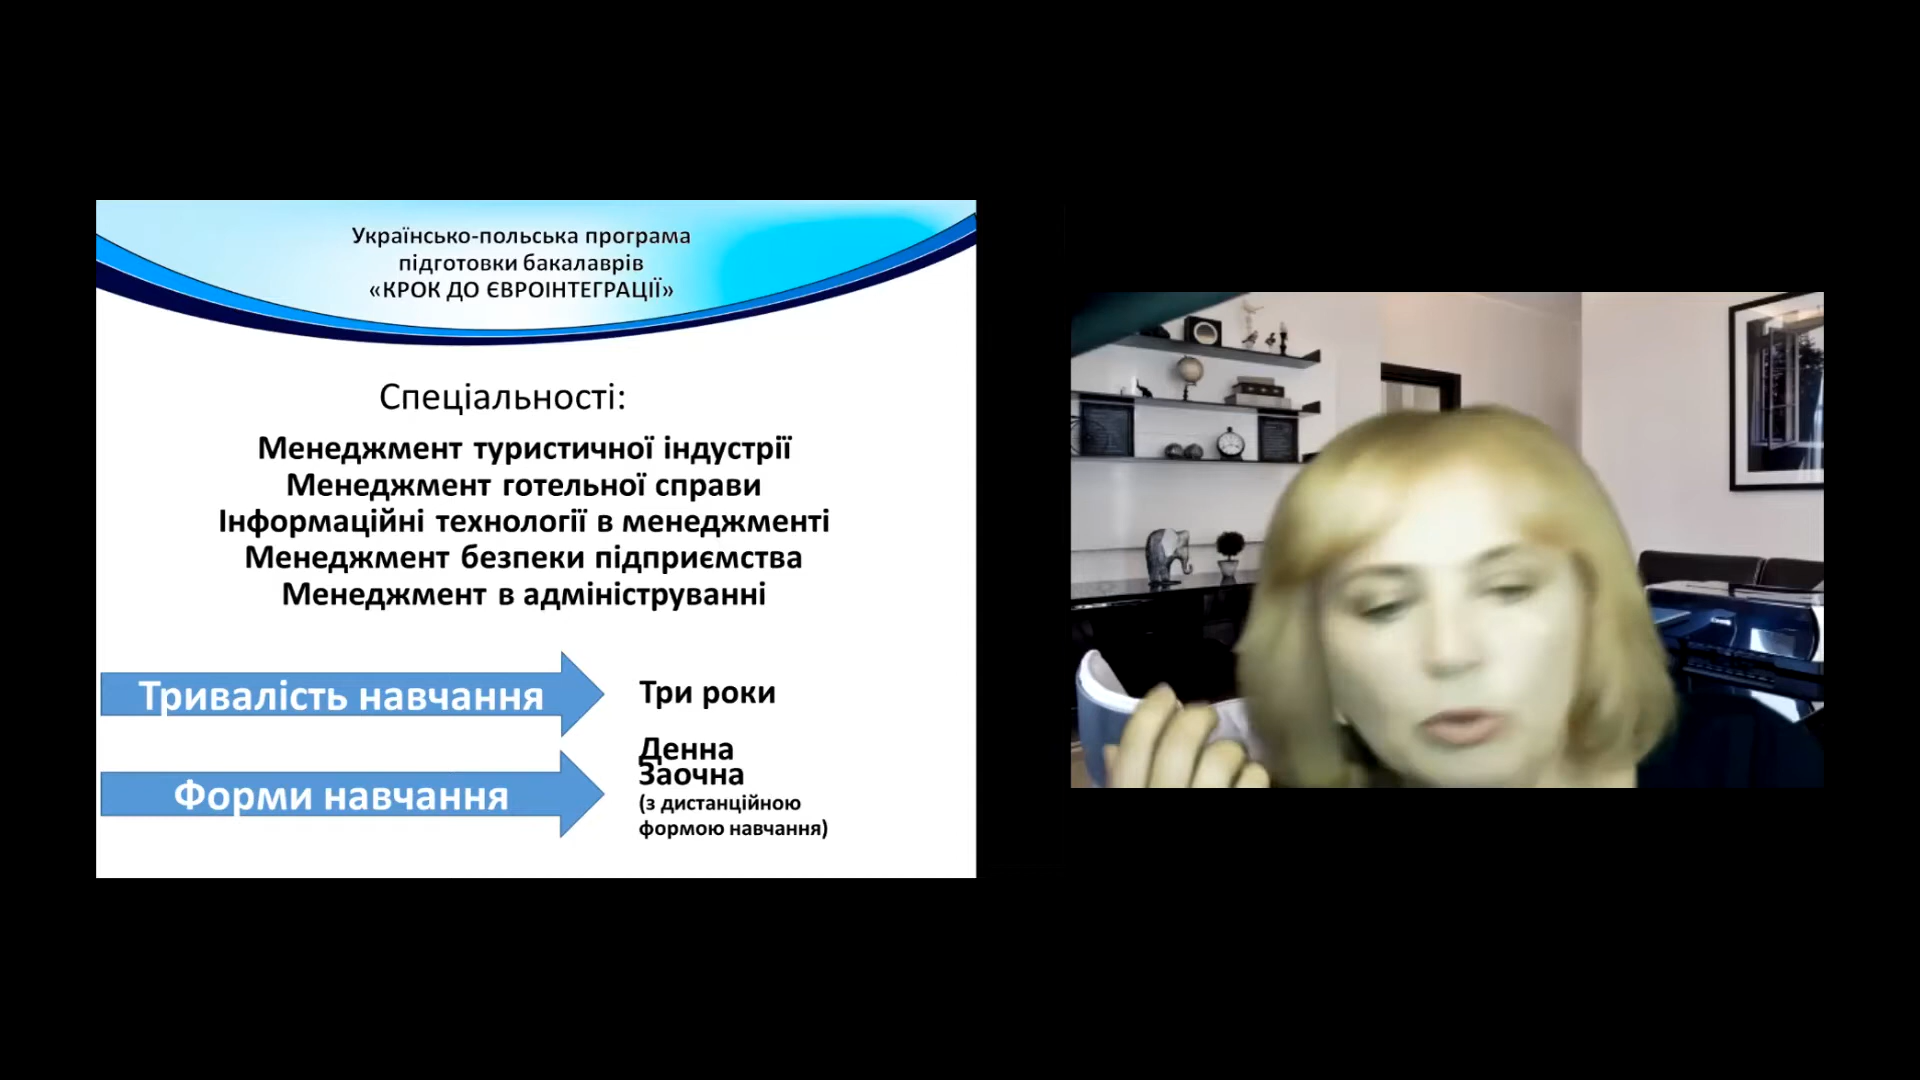 Українсько-польська програма
підготовки бакалаврів
«КРОК ДО ЄВРОІНТЕГРАЦІЇ»
Спеціальності:
Менеджмент туристичної індустрії
Менеджмент готельної справи
Інформаційні технології в менеджменті
Менеджмент безпеки підприємства
Менеджмент в адмініструванні
Тривалість навчання
Три роки
Форми навчання
Денна
Заочна
(з дистанційною
формою навчання)